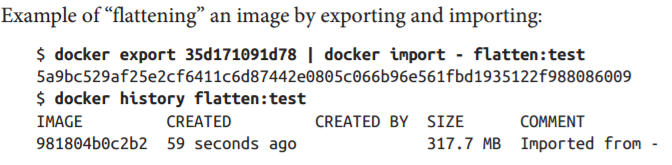 Example of “flattening” an image by exporting and importing:
$ docker export 35d171091d78 | docker import - flatten:test
5a9bc529af25e2cf6411c6d87442e0805c066b96e561fbd1935122f988086009
$ docker history flatten:test
IMAGE CREATED CREATED BY SIZE COMMENT
981804b0c2b2 59 seconds ago 317.7 MB Imported from -